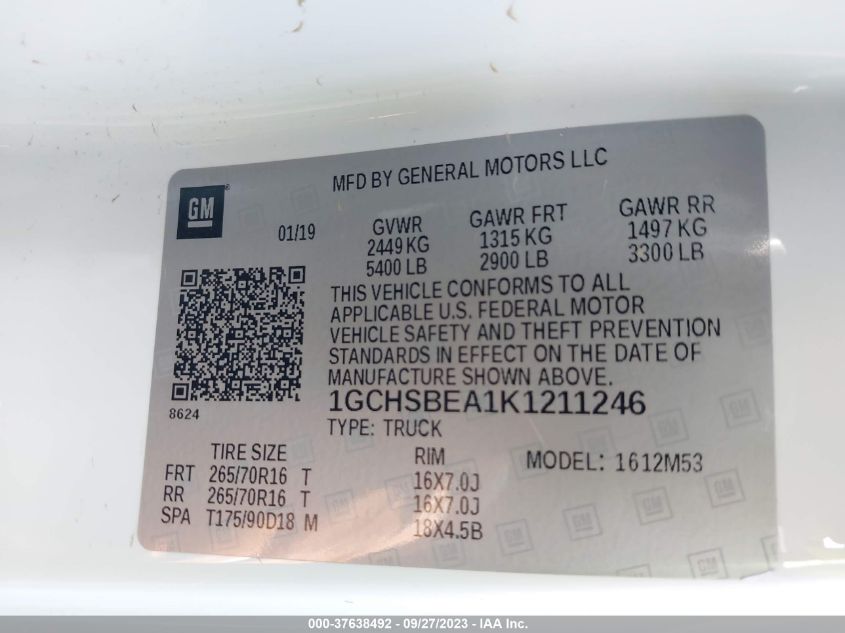 MFD BY GENERAL MOTORS LLC
GM
01/19
GVWR GAWR FRT GAWR RR
2449 KG 1315 KG 1497 KG
5400 LB 2900 LB 3300 LB
THIS VEHICLE CONFORMS TO ALL
APPLICABLE U.S. FEDERAL MOTOR
VEHICLE SAFETY AND THEFT PREVENTION
STANDARDS IN EFFECT ON THE DATE OF
MANUFACTURE SHOWN ABOVE.
8624
1GCHSBEA1K1211246
TYPE: TRUCK
TIRE SIZE RIM MODEL: 1612M53
FRT 265/70R16 T 16X7.0J
RR 265/70R16 T 16X7.0J
SPA T175/90D18 M 18X4.5B
000-37638492 - 09/27/2023 - IAAI.com